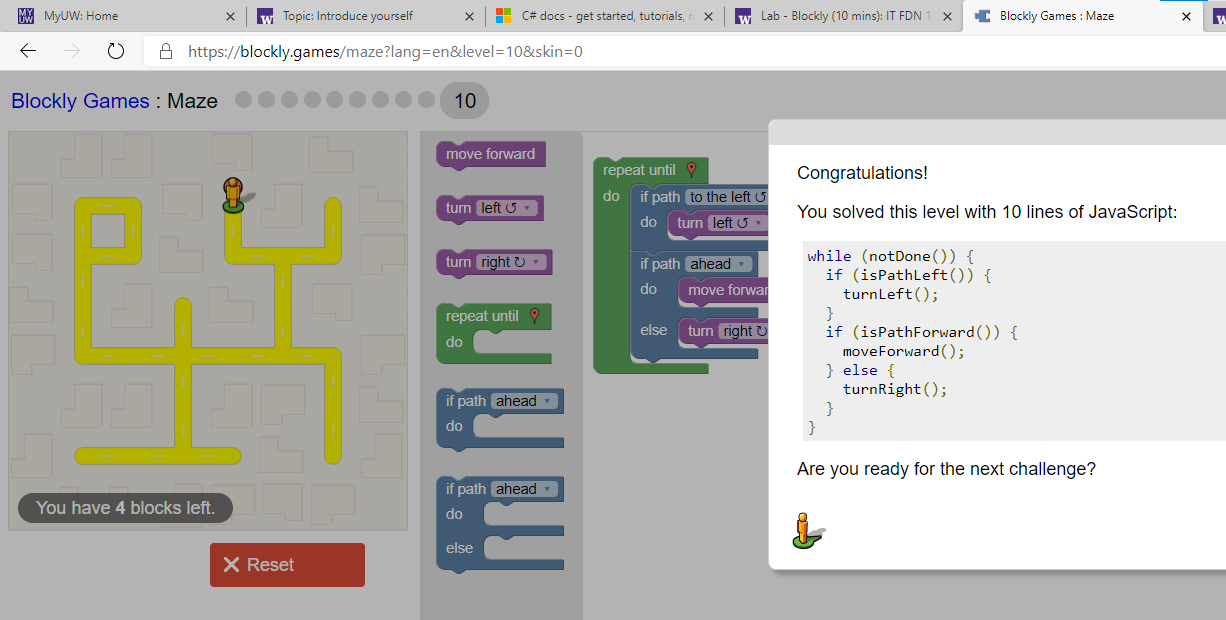 MyUW: Home
Topic: Introduce yourself
C# docs - get started, tutorials,
Lab - Blockly (10 mins): IT FDN
Blockly Games : Maze
https://blockly.games/maze?lang=en&level=10&skin=0
Blockly Games : Maze 10
move forward
turn left ↺
turn right ↻
repeat until
do
if path ahead
do
if path ahead
do
else
You have 4 blocks left.
Reset
repeat until
do if path to the left ↺
do turn left ↺
if path ahead
do move forwar
else turn right ↻
Congratulations!
You solved this level with 10 lines of JavaScript:
while (notDone()) {
if (isPathLeft()) {
turnLeft();
}
if (isPathForward()) {
moveForward();
} else {
turnRight();
}
}
Are you ready for the next challenge?